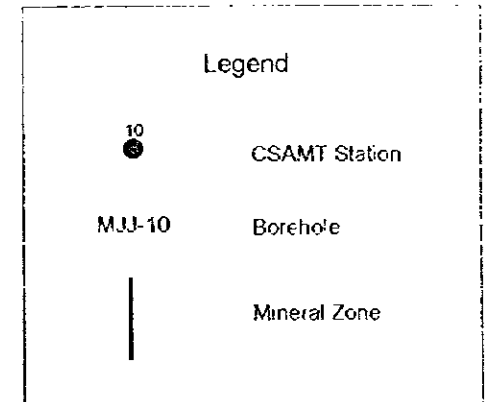 Legend
10
CSAMT Station
MJJ-10 Borehole
Mineral Zone